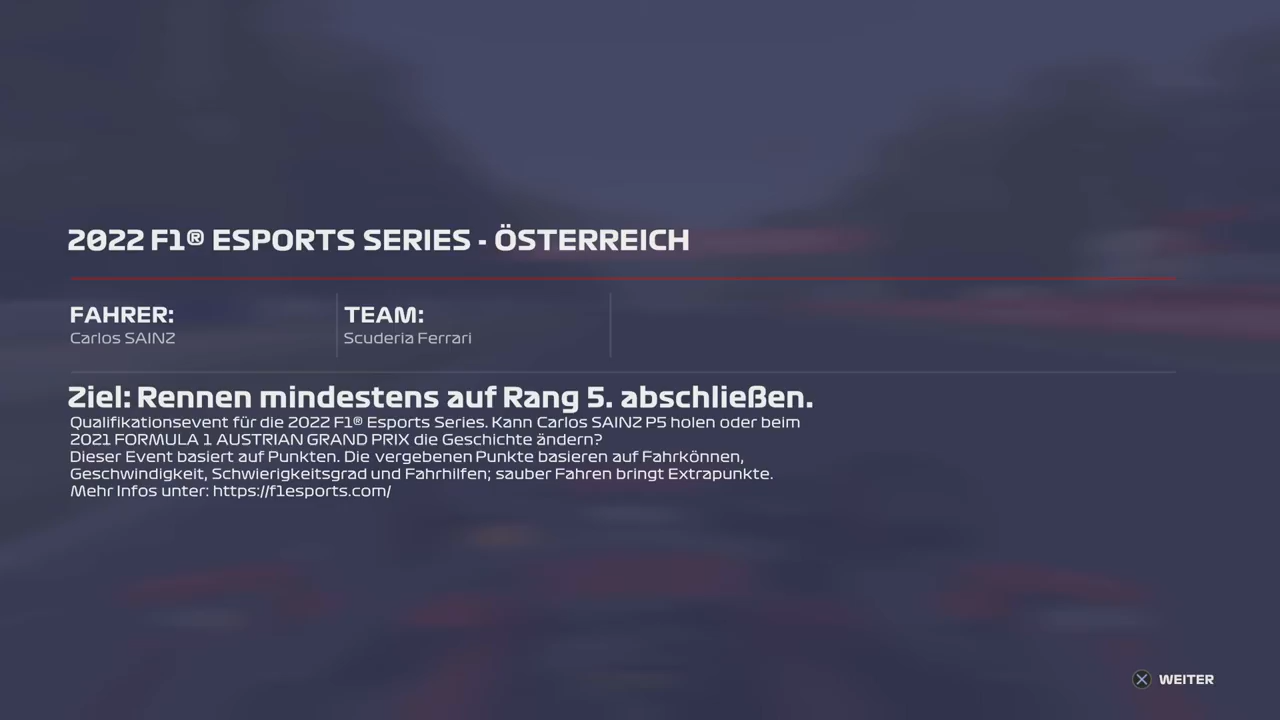 2022 F1® ESPORTS SERIES - ÖSTERREICH
FAHRER:
Carlos SAINZ
TEAM:
Scuderia Ferrari
Ziel: Rennen mindestens auf Rang 5. abschließen.
Qualifikationsevent für die 2022 F1® Esports Series. Kann Carlos SAINZ P5 holen oder beim
2021 FORMULA 1 AUSTRIAN GRAND PRIX die Geschichte ändern?
Dieser Event basiert auf Punkten. Die vergebenen Punkte basieren auf Fahrkönnen,
Geschwindigkeit, Schwierigkeitsgrad und Fahrhilfen; sauber Fahren bringt Extrapunkte.
Mehr Infos unter: https://f1esports.com/
WEITER